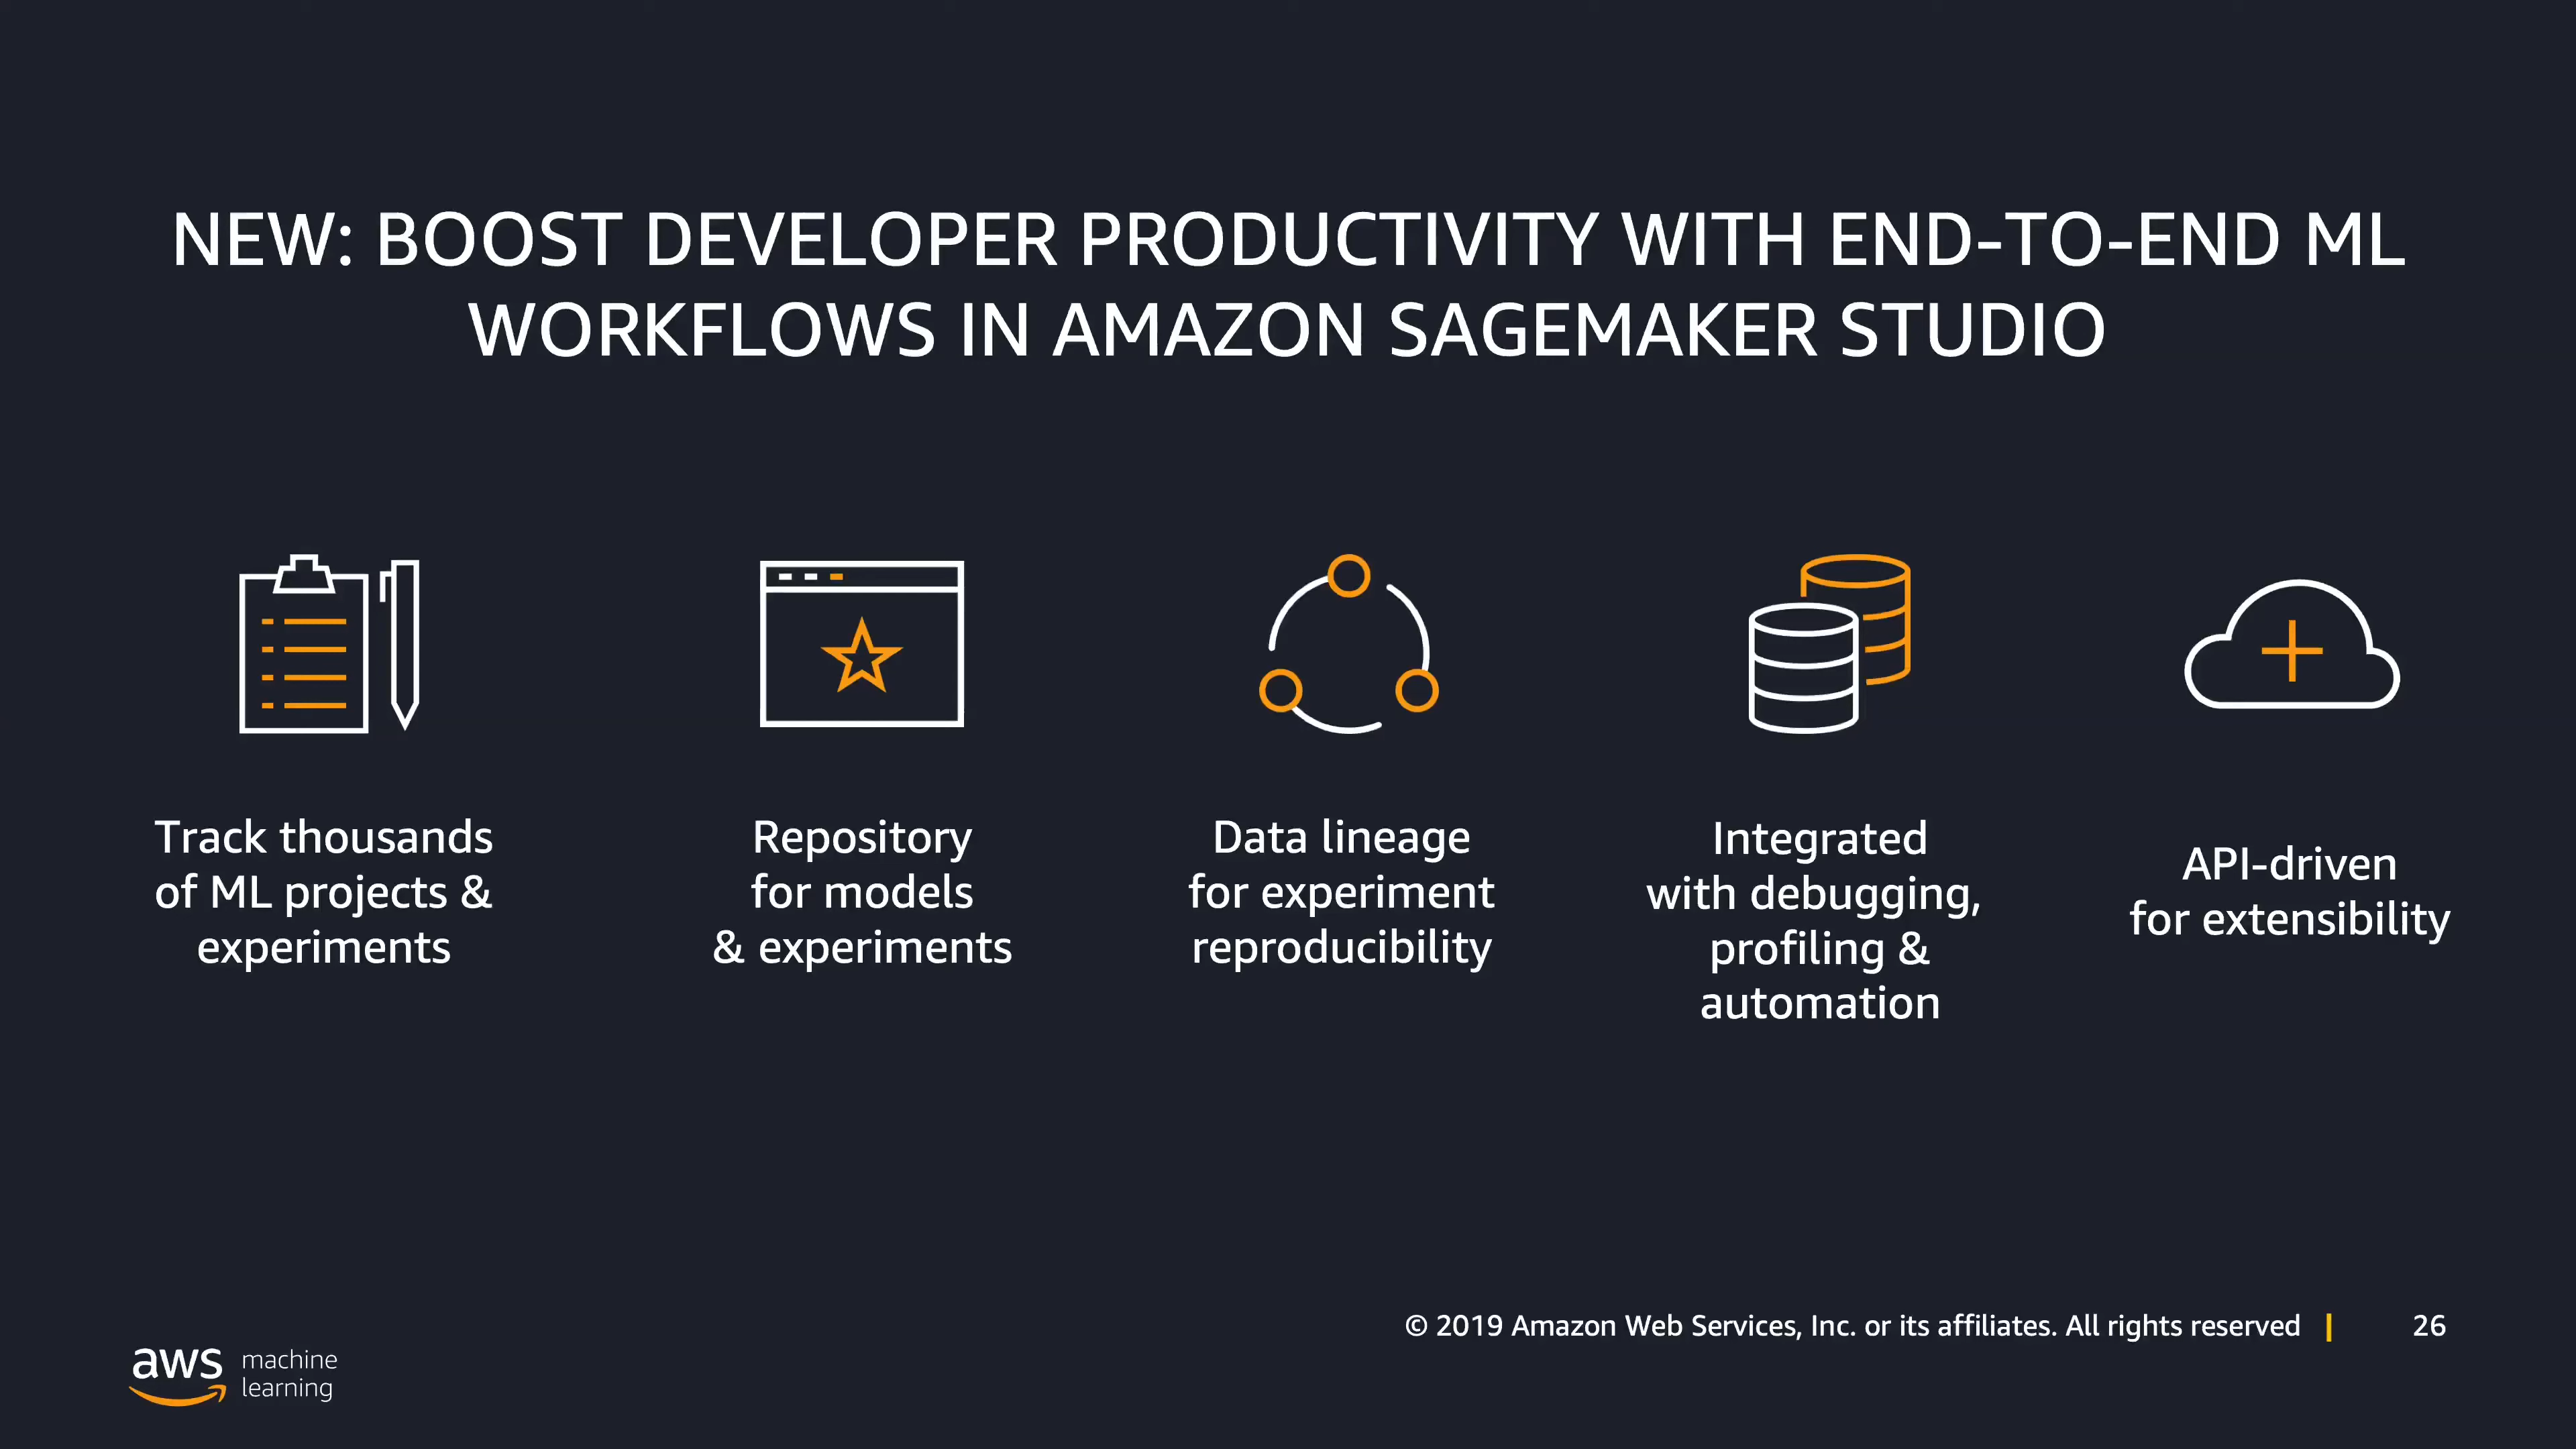 NEW: BOOST DEVELOPER PRODUCTIVITY WITH END-TO-END ML
WORKFLOWS IN AMAZON SAGEMAKER STUDIO
Track thousands
of ML projects &
experiments
Repository
for models
& experiments
Data lineage
for experiment
reproducibility
Integrated
with debugging,
profiling &
automation
API-driven
for extensibility
© 2019 Amazon Web Services, Inc. or its affiliates. All rights reserved | 26
aws machine
learning